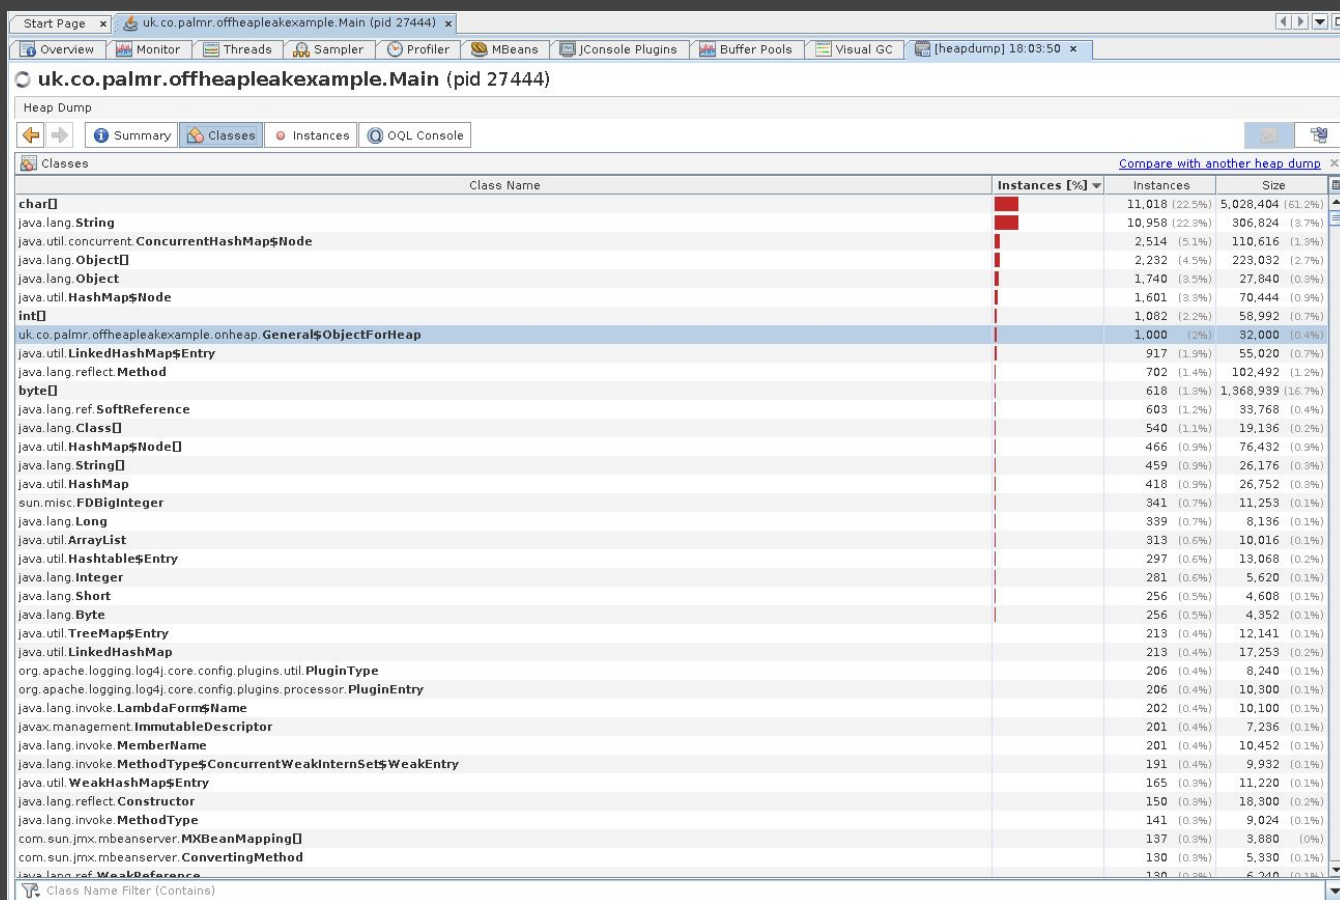 Start Page × uk.co.palmr.offheapleakexample.Main (pid 27444) ×
Overview Monitor Threads Sampler Profiler MBeans JConsole Plugins Buffer Pools Visual GC [heapdump] 18:03:50 ×
uk.co.palmr.offheapleakexample.Main (pid 27444)
Heap Dump
Summary Classes Instances OQL Console
Classes Compare with another heap dump ×
Class Name Instances [%] Instances Size
char[] 11,018 (22.5%) 5,028,404 (61.2%)
java.lang.String 10,958 (22.3%) 306,824 (3.7%)
java.util.concurrent.ConcurrentHashMap$Node 2,514 (5.1%) 110,616 (1.3%)
java.lang.Object[] 2,232 (4.5%) 223,032 (2.7%)
java.lang.Object 1,740 (3.5%) 27,840 (0.3%)
java.util.HashMap$Node 1,601 (3.3%) 70,444 (0.9%)
int[] 1,082 (2.2%) 58,992 (0.7%)
uk.co.palmr.offheapleakexample.onheap.General$ObjectForHeap 1,000 (2%) 32,000 (0.4%)
java.util.LinkedHashMap$Entry 917 (1.9%) 55,020 (0.7%)
java.lang.reflect.Method 702 (1.4%) 102,492 (1.2%)
byte[] 618 (1.3%) 1,368,939 (16.7%)
java.lang.ref.SoftReference 603 (1.2%) 33,768 (0.4%)
java.lang.Class[] 540 (1.1%) 19,136 (0.2%)
java.util.HashMap$Node[] 466 (0.9%) 76,432 (0.9%)
java.lang.String[] 459 (0.9%) 26,176 (0.3%)
java.util.HashMap 418 (0.9%) 26,752 (0.3%)
sun.misc.FDBigInteger 341 (0.7%) 11,253 (0.1%)
java.lang.Long 339 (0.7%) 8,136 (0.1%)
java.util.ArrayList 313 (0.6%) 10,016 (0.1%)
java.util.Hashtable$Entry 297 (0.6%) 13,068 (0.2%)
java.lang.Integer 281 (0.6%) 5,620 (0.1%)
java.lang.Short 256 (0.5%) 4,608 (0.1%)
java.lang.Byte 256 (0.5%) 4,352 (0.1%)
java.util.TreeMap$Entry 213 (0.4%) 12,141 (0.1%)
java.util.LinkedHashMap 213 (0.4%) 17,253 (0.2%)
org.apache.logging.log4j.core.config.plugins.util.PluginType 206 (0.4%) 8,240 (0.1%)
org.apache.logging.log4j.core.config.plugins.processor.PluginEntry 206 (0.4%) 10,300 (0.1%)
java.lang.invoke.LambdaForm$Name 202 (0.4%) 10,100 (0.1%)
javax.management.ImmutableDescriptor 201 (0.4%) 7,236 (0.1%)
java.lang.invoke.MemberName 201 (0.4%) 10,452 (0.1%)
java.lang.invoke.MethodType$ConcurrentWeakInternSet$WeakEntry 191 (0.4%) 9,932 (0.1%)
java.util.WeakHashMap$Entry 165 (0.3%) 11,220 (0.1%)
java.lang.reflect.Constructor 150 (0.3%) 18,300 (0.2%)
java.lang.invoke.MethodType 141 (0.3%) 9,024 (0.1%)
com.sun.jmx.mbeanserver.MXBeanMapping[] 137 (0.3%) 3,880 (0%)
com.sun.jmx.mbeanserver.ConvertingMethod 130 (0.3%) 5,330 (0.1%)
java.lang.ref.WeakReference 130 (0.3%) 6,240 (0.1%)
Class Name Filter (Contains)